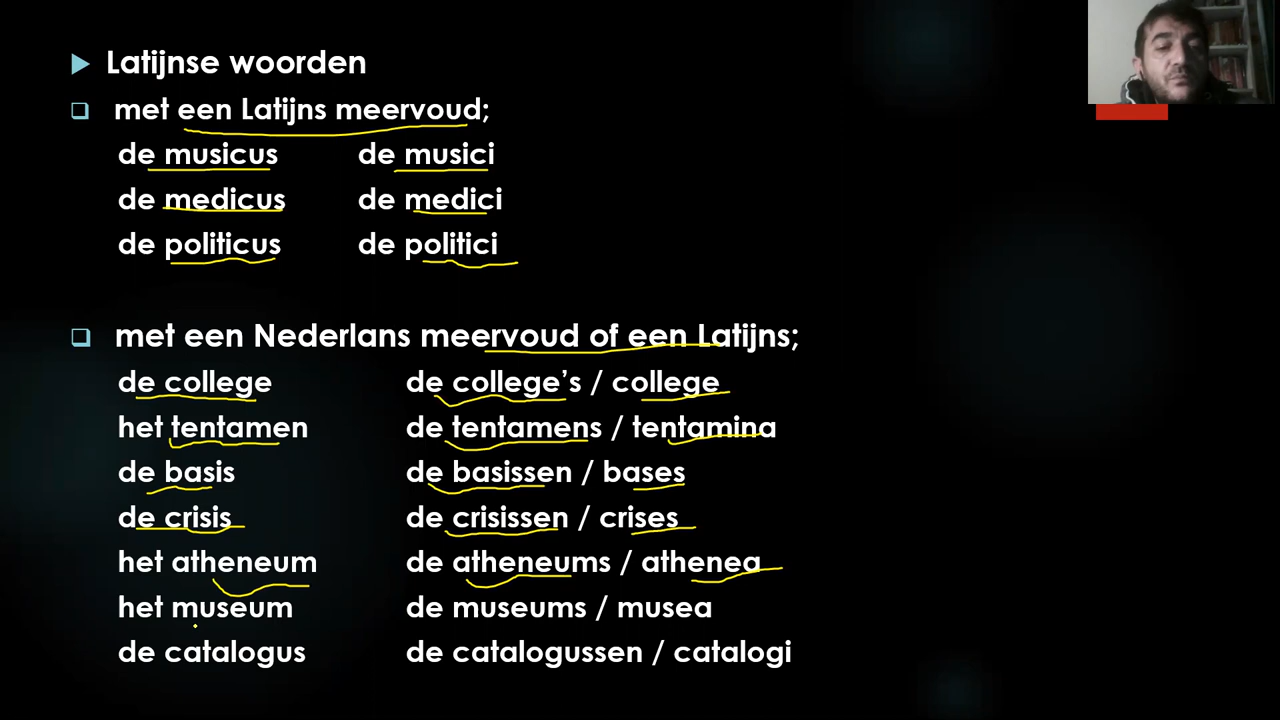 Latijnse woorden
met een Latijns meervoud;
de musicus de musici
de medicus de medici
de politicus de politici
met een Nederlans meervoud of een Latijns;
de college de college’s / college
het tentamen de tentamens / tentamina
de basis de basissen / bases
de crisis de crisissen / crises
het atheneum de atheneums / athenea
het museum de museums / musea
de catalogus de catalogussen / catalogi